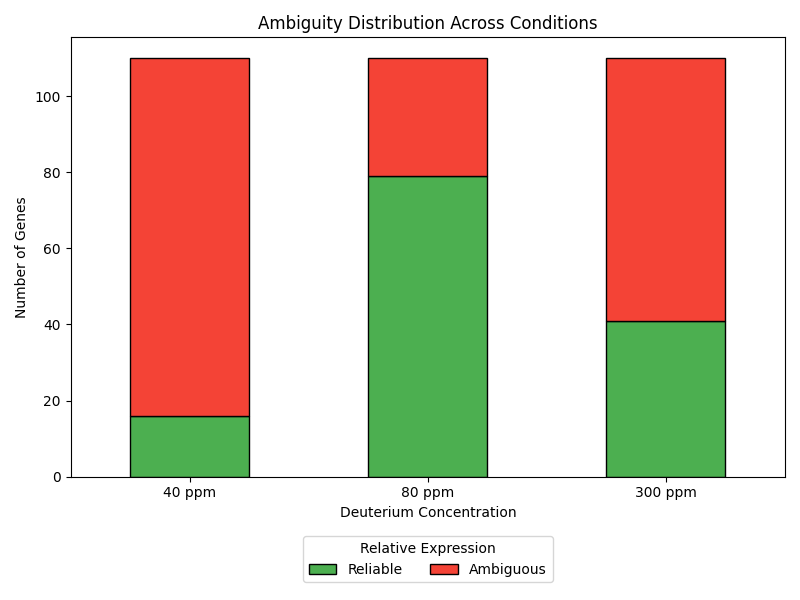 Ambiguity Distribution Across Conditions
Number of Genes
100
80
60
40
20
0
40 ppm
80 ppm
300 ppm
Deuterium Concentration
Relative Expression
Reliable
Ambiguous